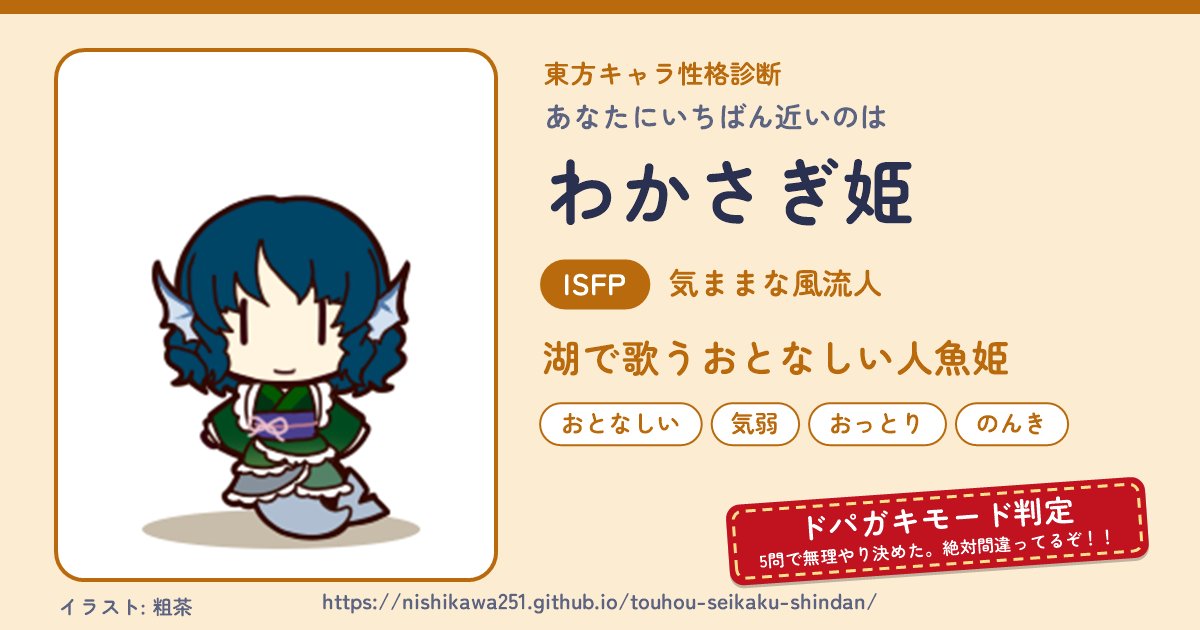 東方キャラ性格診断
あなたにいちばん近いのは
わかさぎ姫
ISFP 気ままな風流人
湖で歌うおとなしい人魚姫
おとなしい 気弱 おっとり のんき
ドパガキモード判定
5問で無理やり決めた。絶対間違ってるぞ！！
イラスト: 粗茶
https://nishikawa251.github.io/touhou-seikaku-shindan/